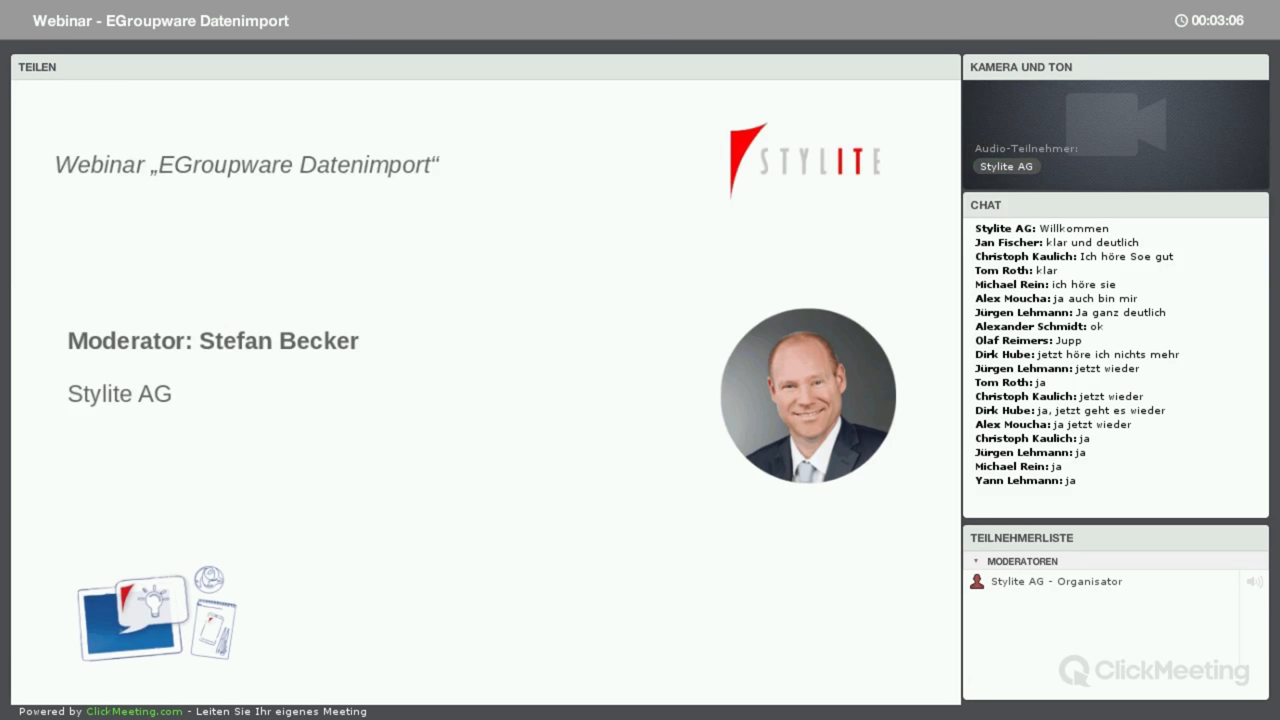 Webinar - EGroupware Datenimport
00:03:06
TEILEN
Webinar „EGroupware Datenimport“
STYLITE
Moderator: Stefan Becker
Stylite AG
KAMERA UND TON
Audio-Teilnehmer:
Stylite AG
CHAT
Stylite AG: Willkommen
Jan Fischer: klar und deutlich
Christoph Kaulich: Ich höre Soe gut
Tom Roth: klar
Michael Rein: ich höre sie
Alex Moucha: ja auch bin mir
Jürgen Lehmann: Ja ganz deutlich
Alexander Schmidt: ok
Olaf Reimers: Jupp
Dirk Hube: jetzt höre ich nichts mehr
Jürgen Lehmann: jetzt wieder
Tom Roth: ja
Christoph Kaulich: jetzt wieder
Dirk Hube: ja, jetzt geht es wieder
Alex Moucha: ja jetzt wieder
Christoph Kaulich: ja
Jürgen Lehmann: ja
Michael Rein: ja
Yann Lehmann: ja
TEILNEHMERLISTE
MODERATOREN
Stylite AG - Organisator
ClickMeeting
Powered by ClickMeeting.com - Leiten Sie Ihr eigenes Meeting